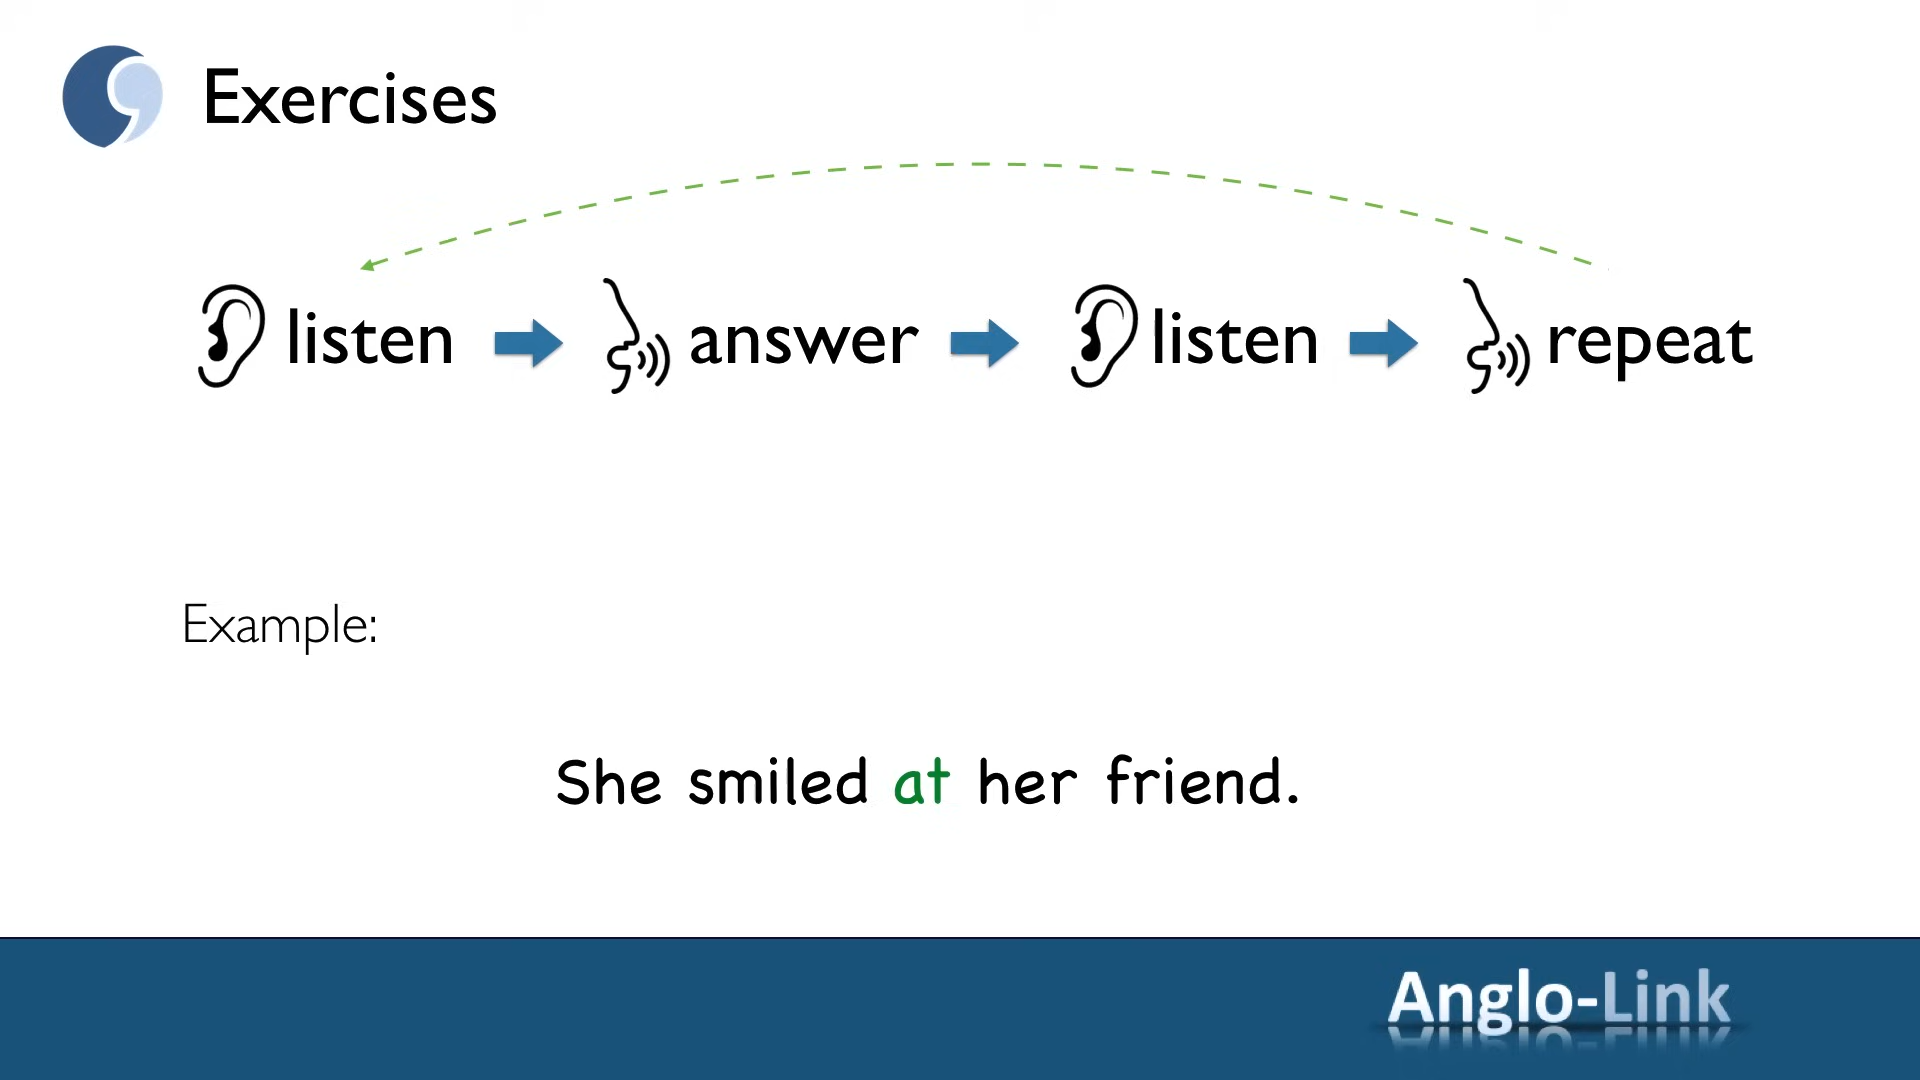 Exercises
listen answer listen repeat
Example:
She smiled at her friend.
Anglo-Link